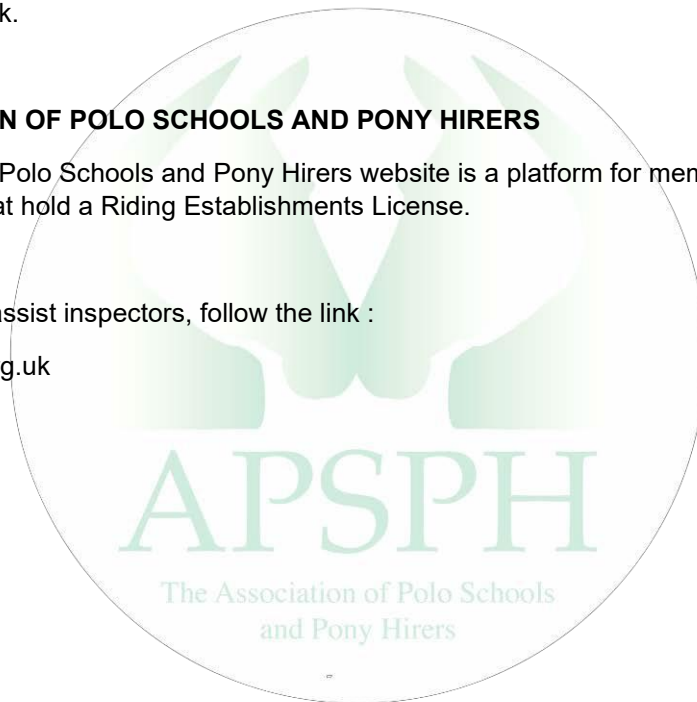 k.
N OF POLO SCHOOLS AND PONY HIRERS
Polo Schools and Pony Hirers website is a platform for mem
at hold a Riding Establishments License.
assist inspectors, follow the link :
g.uk
APSPH
The Association of Polo Schools
and Pony Hirers